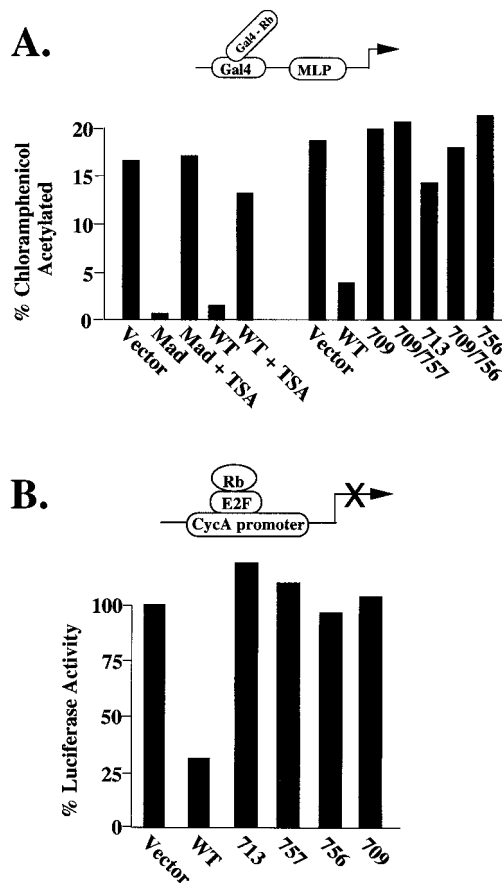 A.
Gal4 - Rb
Gal4
MLP
% Chloramphenicol
Acetylated
20
15
10
5
0
Vector
Mad
Mad + TSA
WT
WT + TSA
Vector
WT
709
709/757
713
709/756
756
B.
Rb
E2F
CycA promoter
X
% Luciferase Activity
100
75
50
25
0
Vector
WT
713
757
756
709